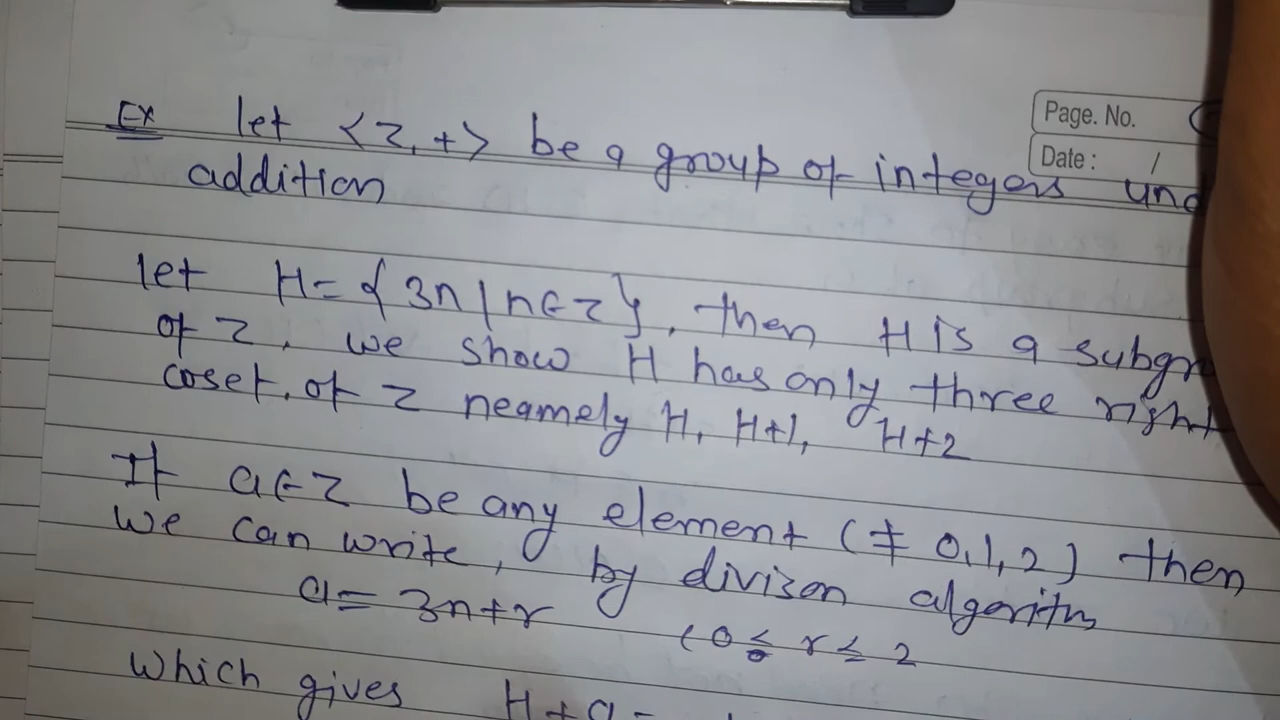 Page. No.
Date : /
Ex let <Z, +> be a group of integers und
addition
let H = { 3n | n ∈ Z }, then H is a subgr
of Z. we show H has only three right
coset. of Z neamely H, H+1, H+2
If a ∈ Z be any element (≠ 0,1,2) then
we can write, by divizon algorithm
a = 3n+r (0 ≤ r ≤ 2
which gives H + a =